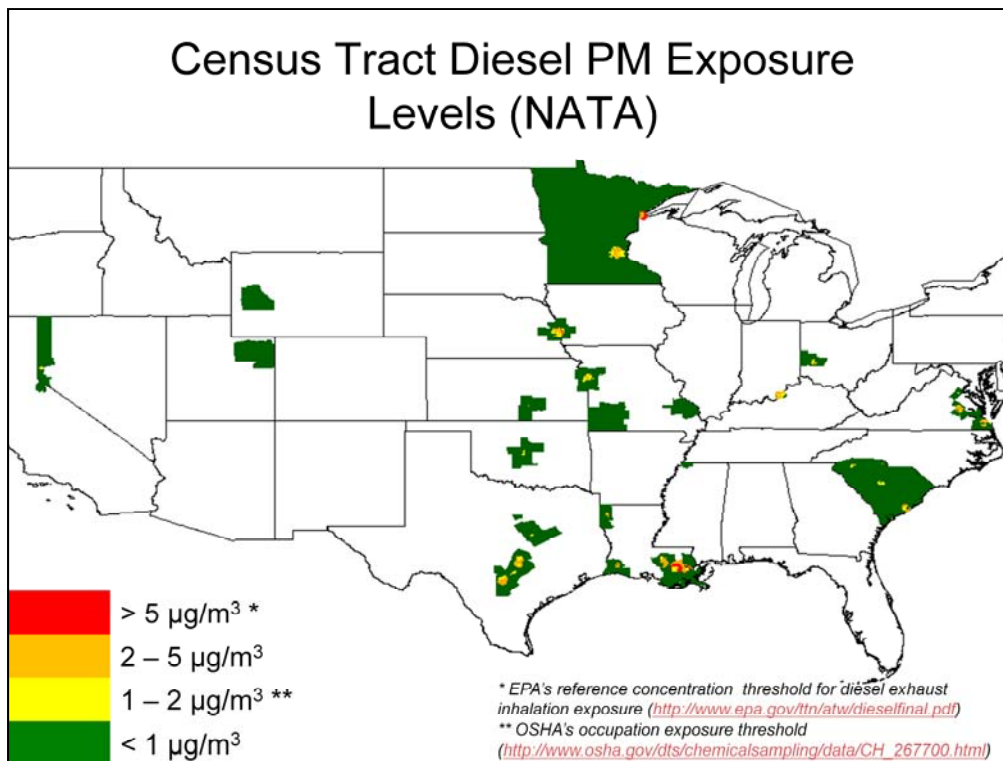 Census Tract Diesel PM Exposure
Levels (NATA)
> 5 µg/m³ *
2 – 5 µg/m³
1 – 2 µg/m³ **
< 1 µg/m³
* EPA's reference concentration threshold for diesel exhaust
inhalation exposure (http://www.epa.gov/ttn/atw/dieselfinal.pdf)
** OSHA's occupation exposure threshold
(http://www.osha.gov/dts/chemicalsampling/data/CH_267700.html)